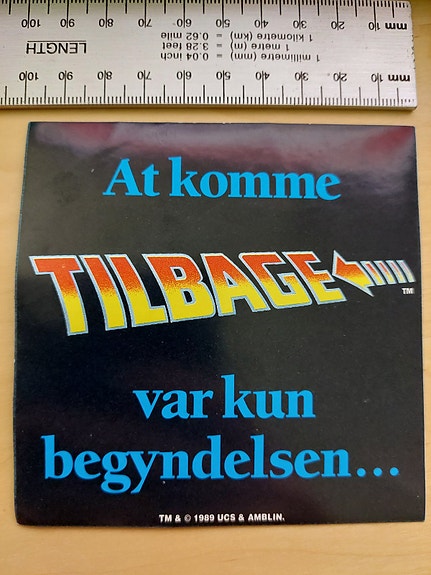 mm 10 20 30 40 50 60 70 80 90 100
1 kilometre (km) = 0.62 mile
1 metre (m) = 3.28 feet
1 millimetre (mm) = 0.04 inch
LENGTH
mm 10 20 30 40 50 60 70 80 90 100
At komme
TILBAGE
TM
var kun
begyndelsen...
TM & © 1989 UCS & AMBLIN.